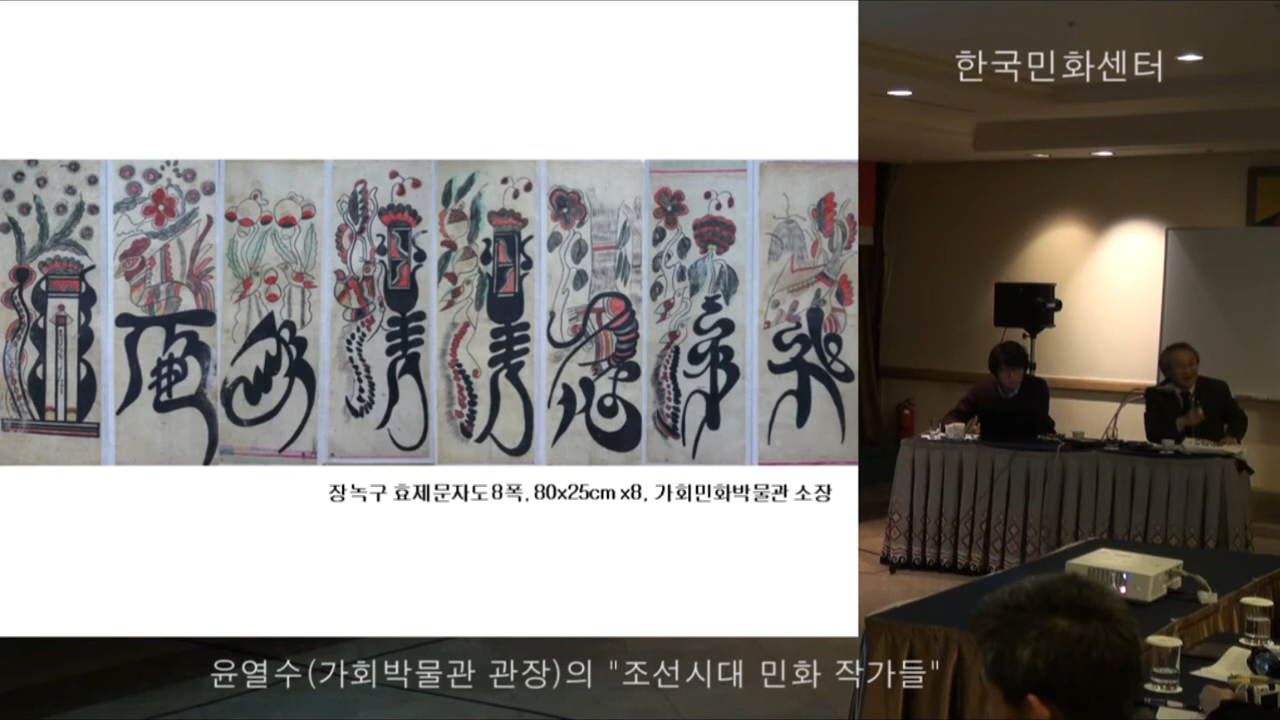 한국민화센터
장녹구 효제문자도8폭, 80x25cm x8, 가회민화박물관 소장
윤열수(가회박물관 관장)의 "조선시대 민화 작가들"